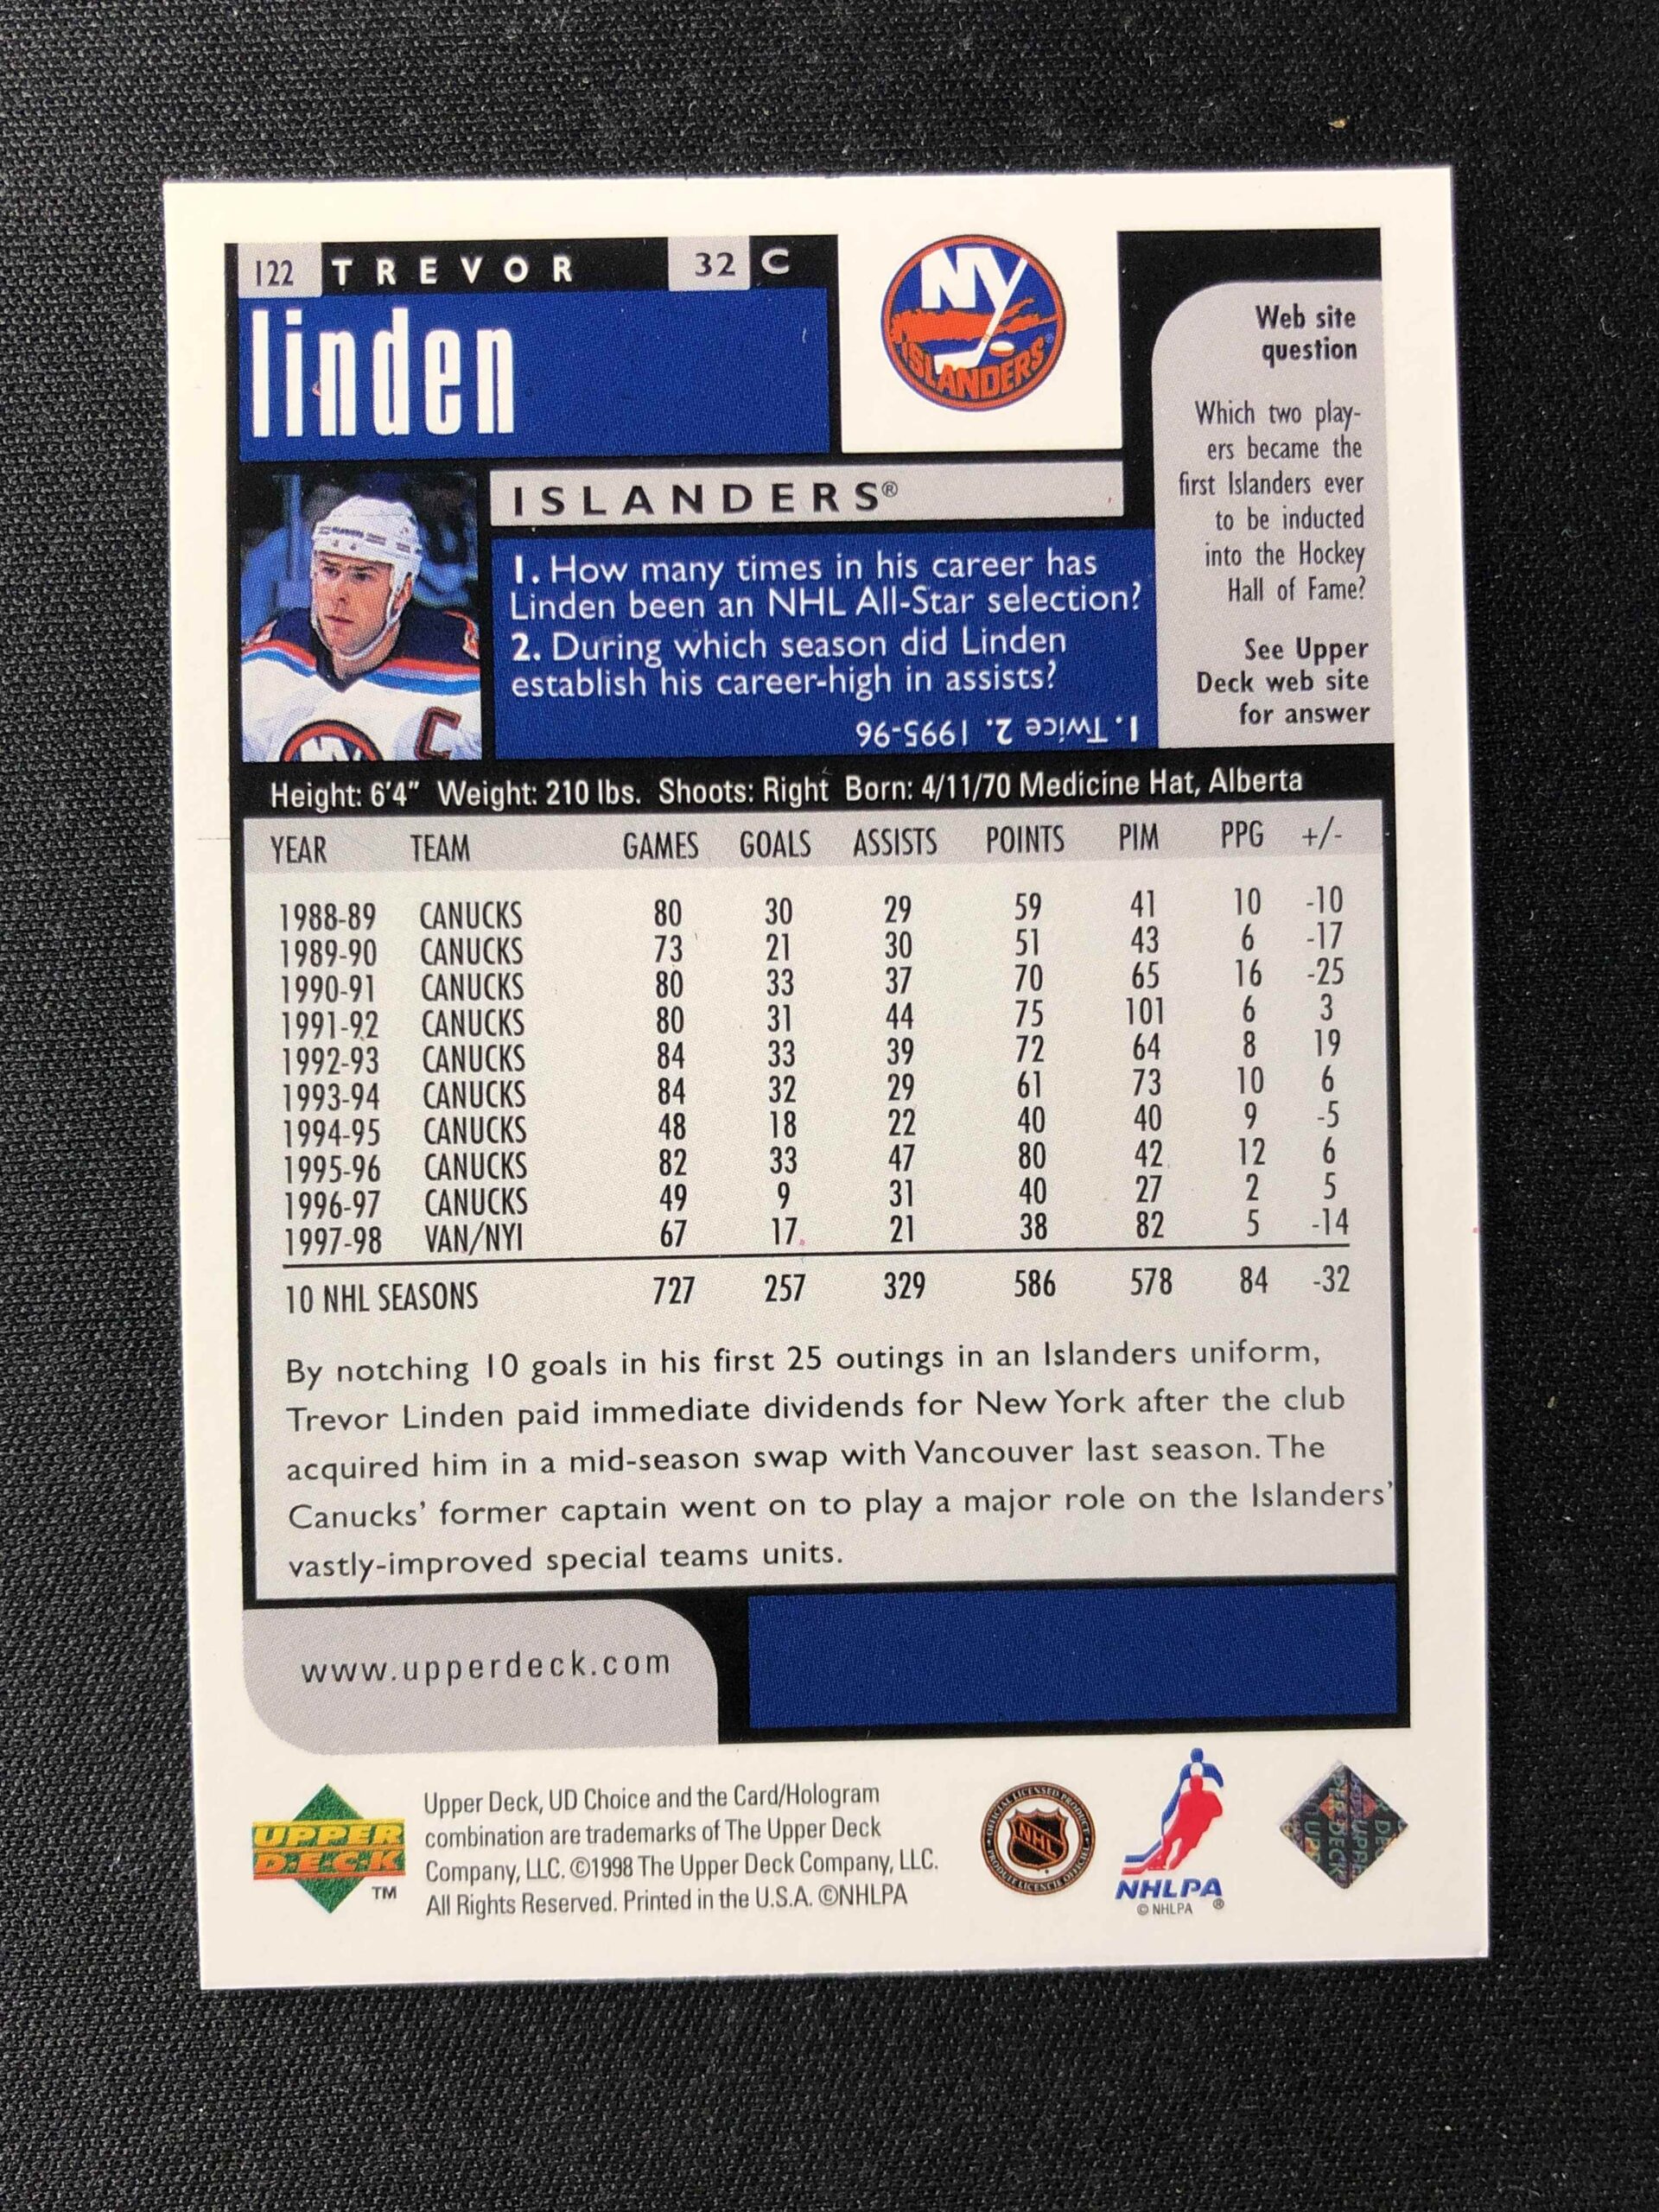 122 TREVOR 32 C
linden
NY
ISLANDERS®
Web site
question
Which two play-
ers became the
first Islanders ever
to be inducted
into the Hockey
Hall of Fame?
See Upper
Deck web site
for answer
ISLANDERS®
1. How many times in his career has
Linden been an NHL All-Star selection?
2. During which season did Linden
establish his career-high in assists?
1. Twice 2. 1995-96
C
NY
Height: 6'4" Weight: 210 lbs. Shoots: Right Born: 4/11/70 Medicine Hat, Alberta
YEAR TEAM GAMES GOALS ASSISTS POINTS PIM PPG +/-
1988-89 CANUCKS 80 30 29 59 41 10 -10
1989-90 CANUCKS 73 21 30 51 43 6 -17
1990-91 CANUCKS 80 33 37 70 65 16 -25
1991-92 CANUCKS 80 31 44 75 101 6 3
1992-93 CANUCKS 84 33 39 72 64 8 19
1993-94 CANUCKS 84 32 29 61 73 10 6
1994-95 CANUCKS 48 18 22 40 40 9 -5
1995-96 CANUCKS 82 33 47 80 42 12 6
1996-97 CANUCKS 49 9 31 40 27 2 5
1997-98 VAN/NYI 67 17 21 38 82 5 -14
10 NHL SEASONS 727 257 329 586 578 84 -32
By notching 10 goals in his first 25 outings in an Islanders uniform,
Trevor Linden paid immediate dividends for New York after the club
acquired him in a mid-season swap with Vancouver last season. The
Canucks' former captain went on to play a major role on the Islanders'
vastly-improved special teams units.
www.upperdeck.com
UPPER
DECK
™
Upper Deck, UD Choice and the Card/Hologram
combination are trademarks of The Upper Deck
Company, LLC. ©1998 The Upper Deck Company, LLC.
All Rights Reserved. Printed in the U.S.A. ©NHLPA
OFFICIAL LICENSED PRODUCT
NHL
PRODUIT LICENCIE OFFICIEL
NHLPA
© NHLPA ®